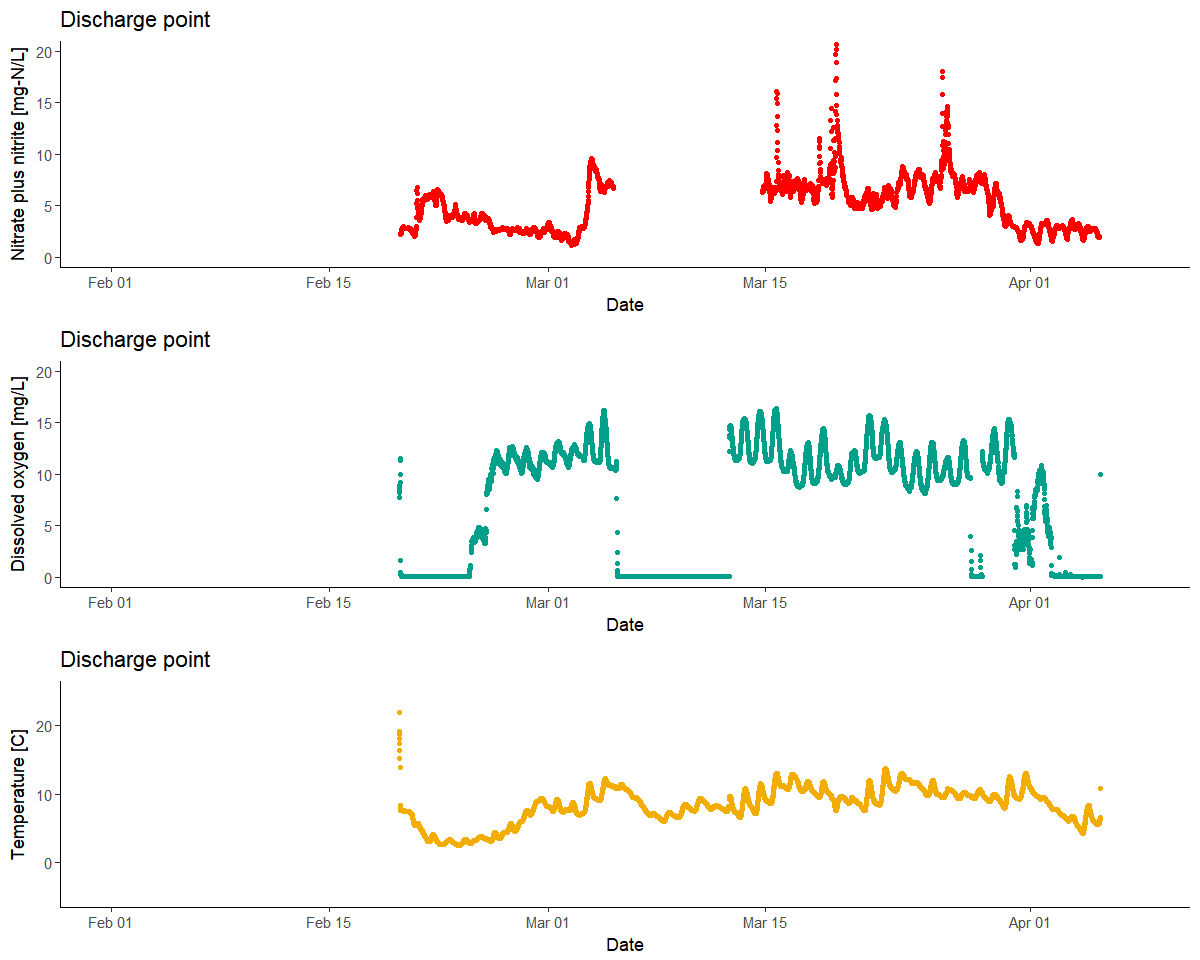 Discharge point
Nitrate plus nitrite [mg-N/L]
20
15
10
5
0
Feb 01 Feb 15 Mar 01 Mar 15 Apr 01
Date
Discharge point
Dissolved oxygen [mg/L]
20
15
10
5
0
Feb 01 Feb 15 Mar 01 Mar 15 Apr 01
Date
Discharge point
Temperature [C]
20
10
0
Feb 01 Feb 15 Mar 01 Mar 15 Apr 01
Date